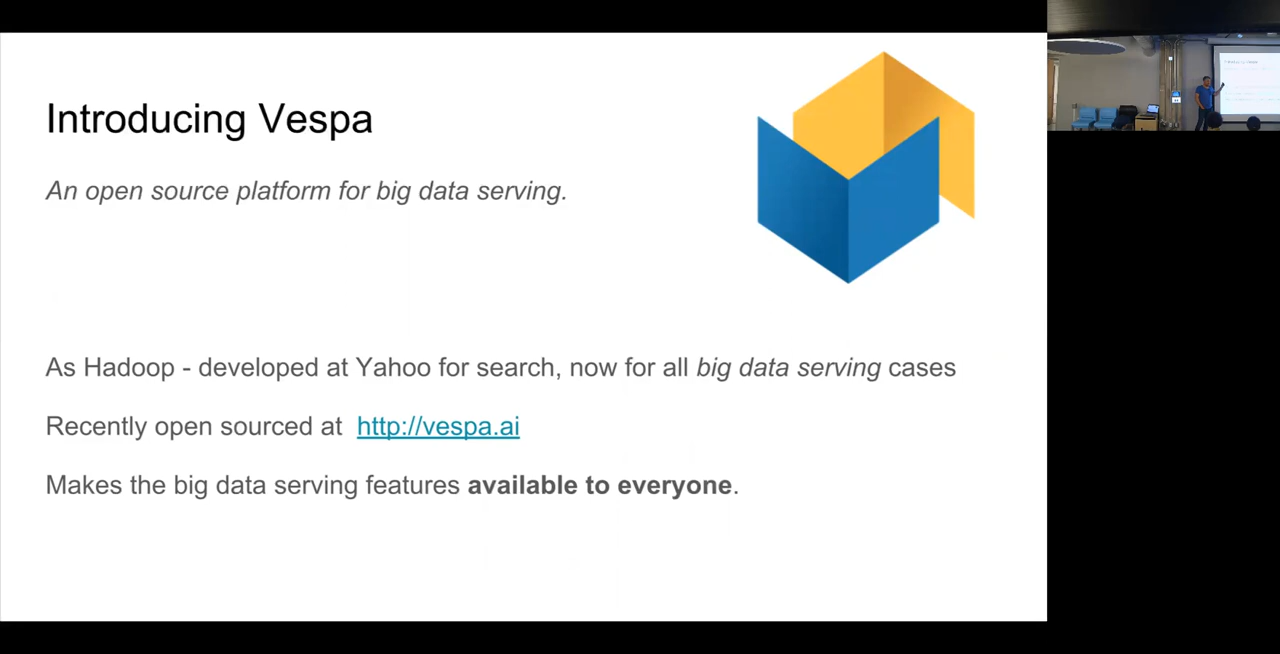 Introducing Vespa
An open source platform for big data serving.
As Hadoop - developed at Yahoo for search, now for all big data serving cases
Recently open sourced at http://vespa.ai
Makes the big data serving features available to everyone.